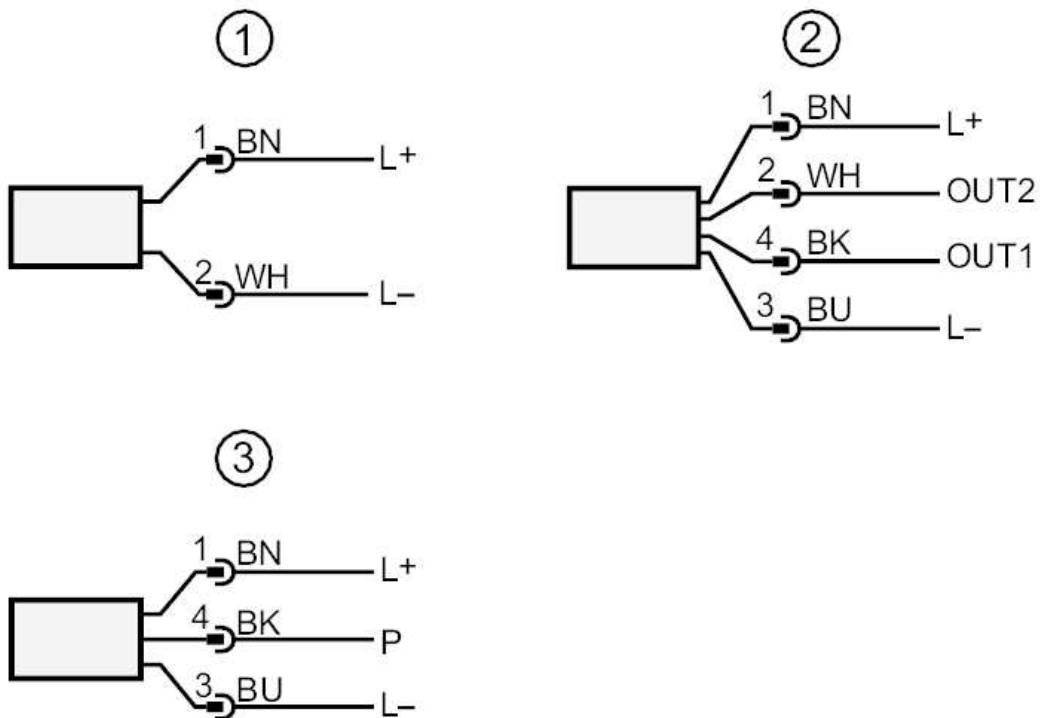 1
1 BN L+
2 WH L–
2
1 BN L+
2 WH OUT2
4 BK OUT1
3 BU L–
3
1 BN L+
4 BK P
3 BU L–